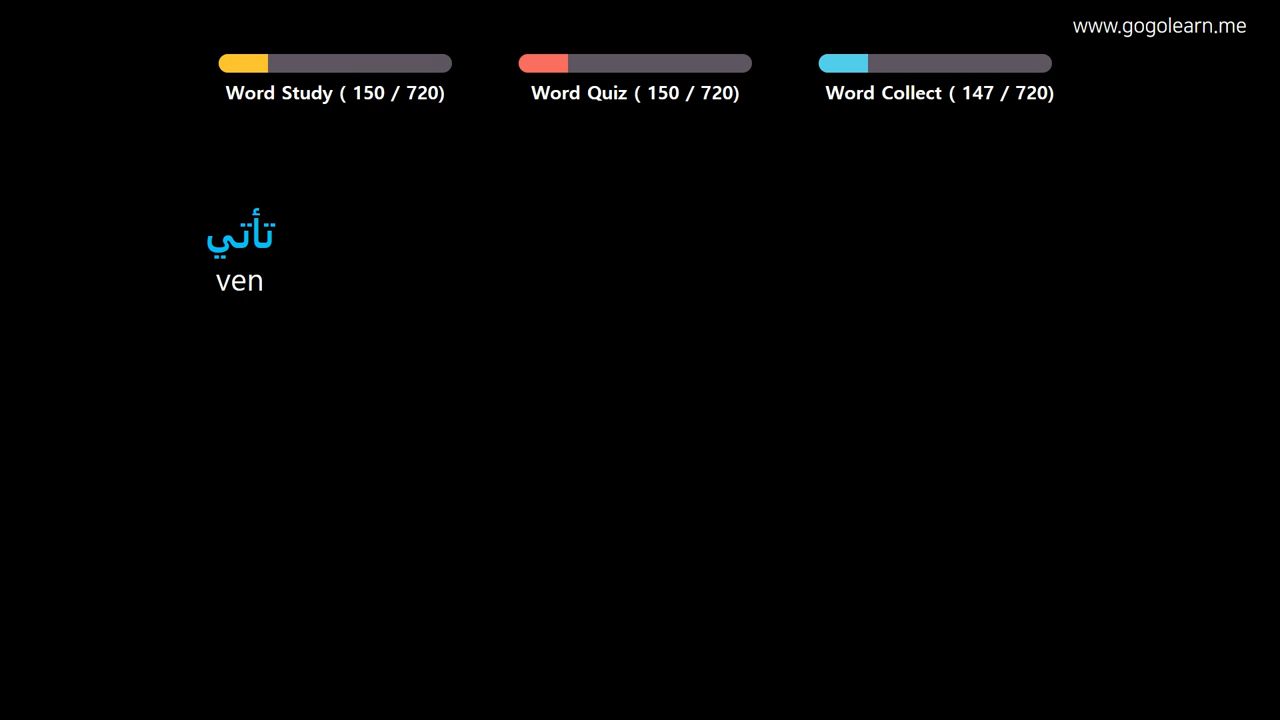 www.gogolearn.me
Word Study ( 150 / 720)
Word Quiz ( 150 / 720)
Word Collect ( 147 / 720)
تأتي
ven